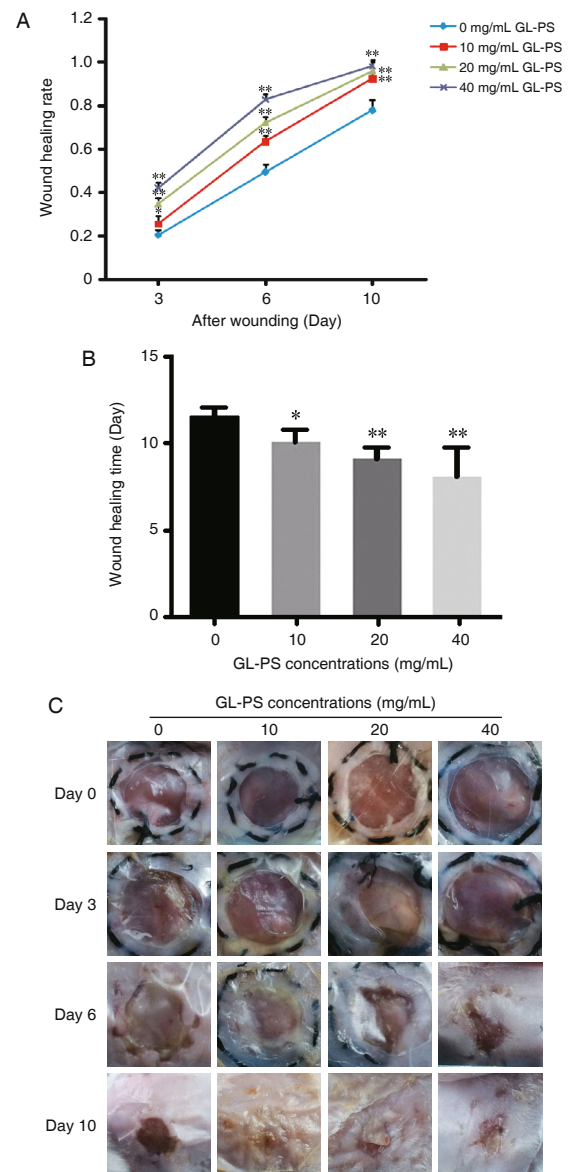 A
1.2
1.0
0.8
0.6
0.4
0.2
0
Wound healing rate
0 mg/mL GL-PS
10 mg/mL GL-PS
20 mg/mL GL-PS
40 mg/mL GL-PS
**
**
*
**
**
**
**
**
**
3 6 10
After wounding (Day)
B
15
10
5
0
Wound healing time (Day)
* ** **
0 10 20 40
GL-PS concentrations (mg/mL)
C
GL-PS concentrations (mg/mL)
0 10 20 40
Day 0
Day 3
Day 6
Day 10